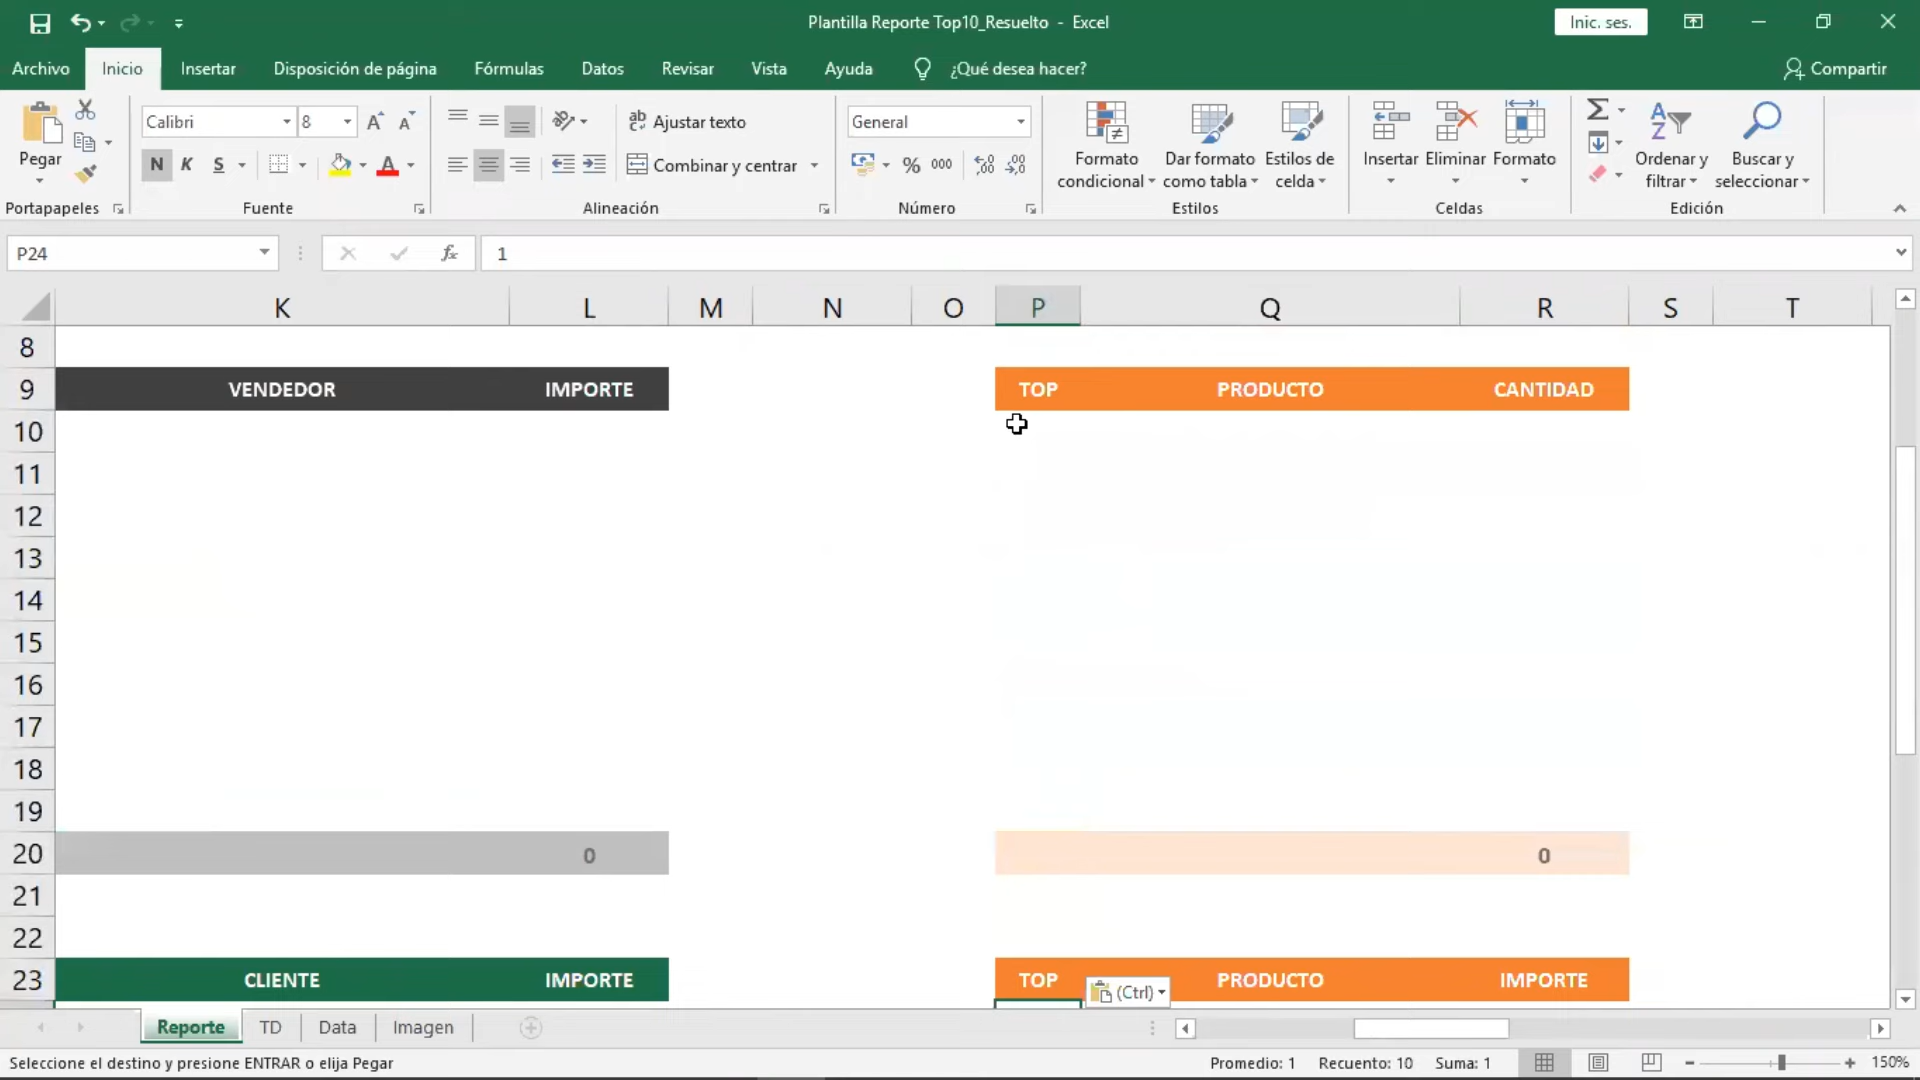 Plantilla Reporte Top10_Resuelto - Excel
Inic. ses.
Archivo Inicio Insertar Disposición de página Fórmulas Datos Revisar Vista Ayuda ¿Qué desea hacer? Compartir
Pegar
Calibri 8
N K S
Ajustar texto
Combinar y centrar
General
% 000
Formato condicional
Dar formato como tabla
Estilos de celda
Insertar Eliminar Formato
Ordenar y filtrar
Buscar y seleccionar
Portapapeles Fuente Alineación Número Estilos Celdas Edición
P24 fx 1
K L M N O P Q R S T
8
9 VENDEDOR IMPORTE TOP PRODUCTO CANTIDAD
10
11
12
13
14
15
16
17
18
19
20 0 0
21
22
23 CLIENTE IMPORTE TOP (Ctrl) PRODUCTO IMPORTE
Reporte TD Data Imagen
Seleccione el destino y presione ENTRAR o elija Pegar Promedio: 1 Recuento: 10 Suma: 1 150%